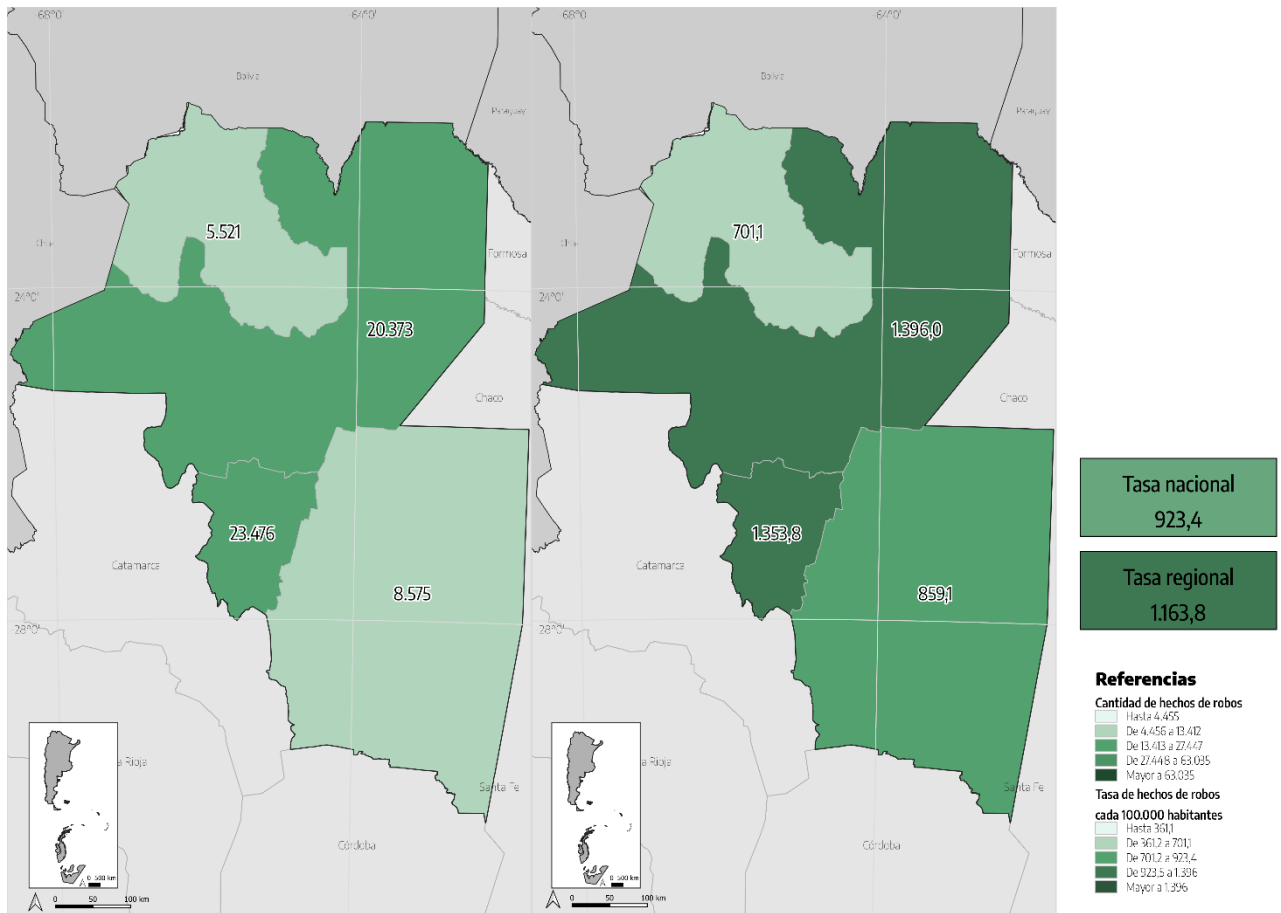 68°0'
64°0'
Bolivia
Paraguay
5.521
Formosa
24°0'
20.373
Chaco
23.476
Catamarca
8.575
28°0'
a Rioja
Santa Fe
Córdoba
0 500 km
0 50 100 km
68°0'
64°0'
Bolivia
Paraguay
701,1
Formosa
24°0'
1.396,0
Chaco
1.353,8
Catamarca
859,1
28°0'
a Rioja
Santa Fe
Córdoba
0 500 km
0 50 100 km
Tasa nacional
923,4
Tasa regional
1.163,8
Referencias
Cantidad de hechos de robos
Hasta 4.455
De 4.456 a 13.412
De 13.413 a 27.447
De 27.448 a 63.035
Mayor a 63.035
Tasa de hechos de robos
cada 100.000 habitantes
Hasta 361,1
De 361,2 a 701,1
De 701,2 a 923,4
De 923,5 a 1.396
Mayor a 1.396